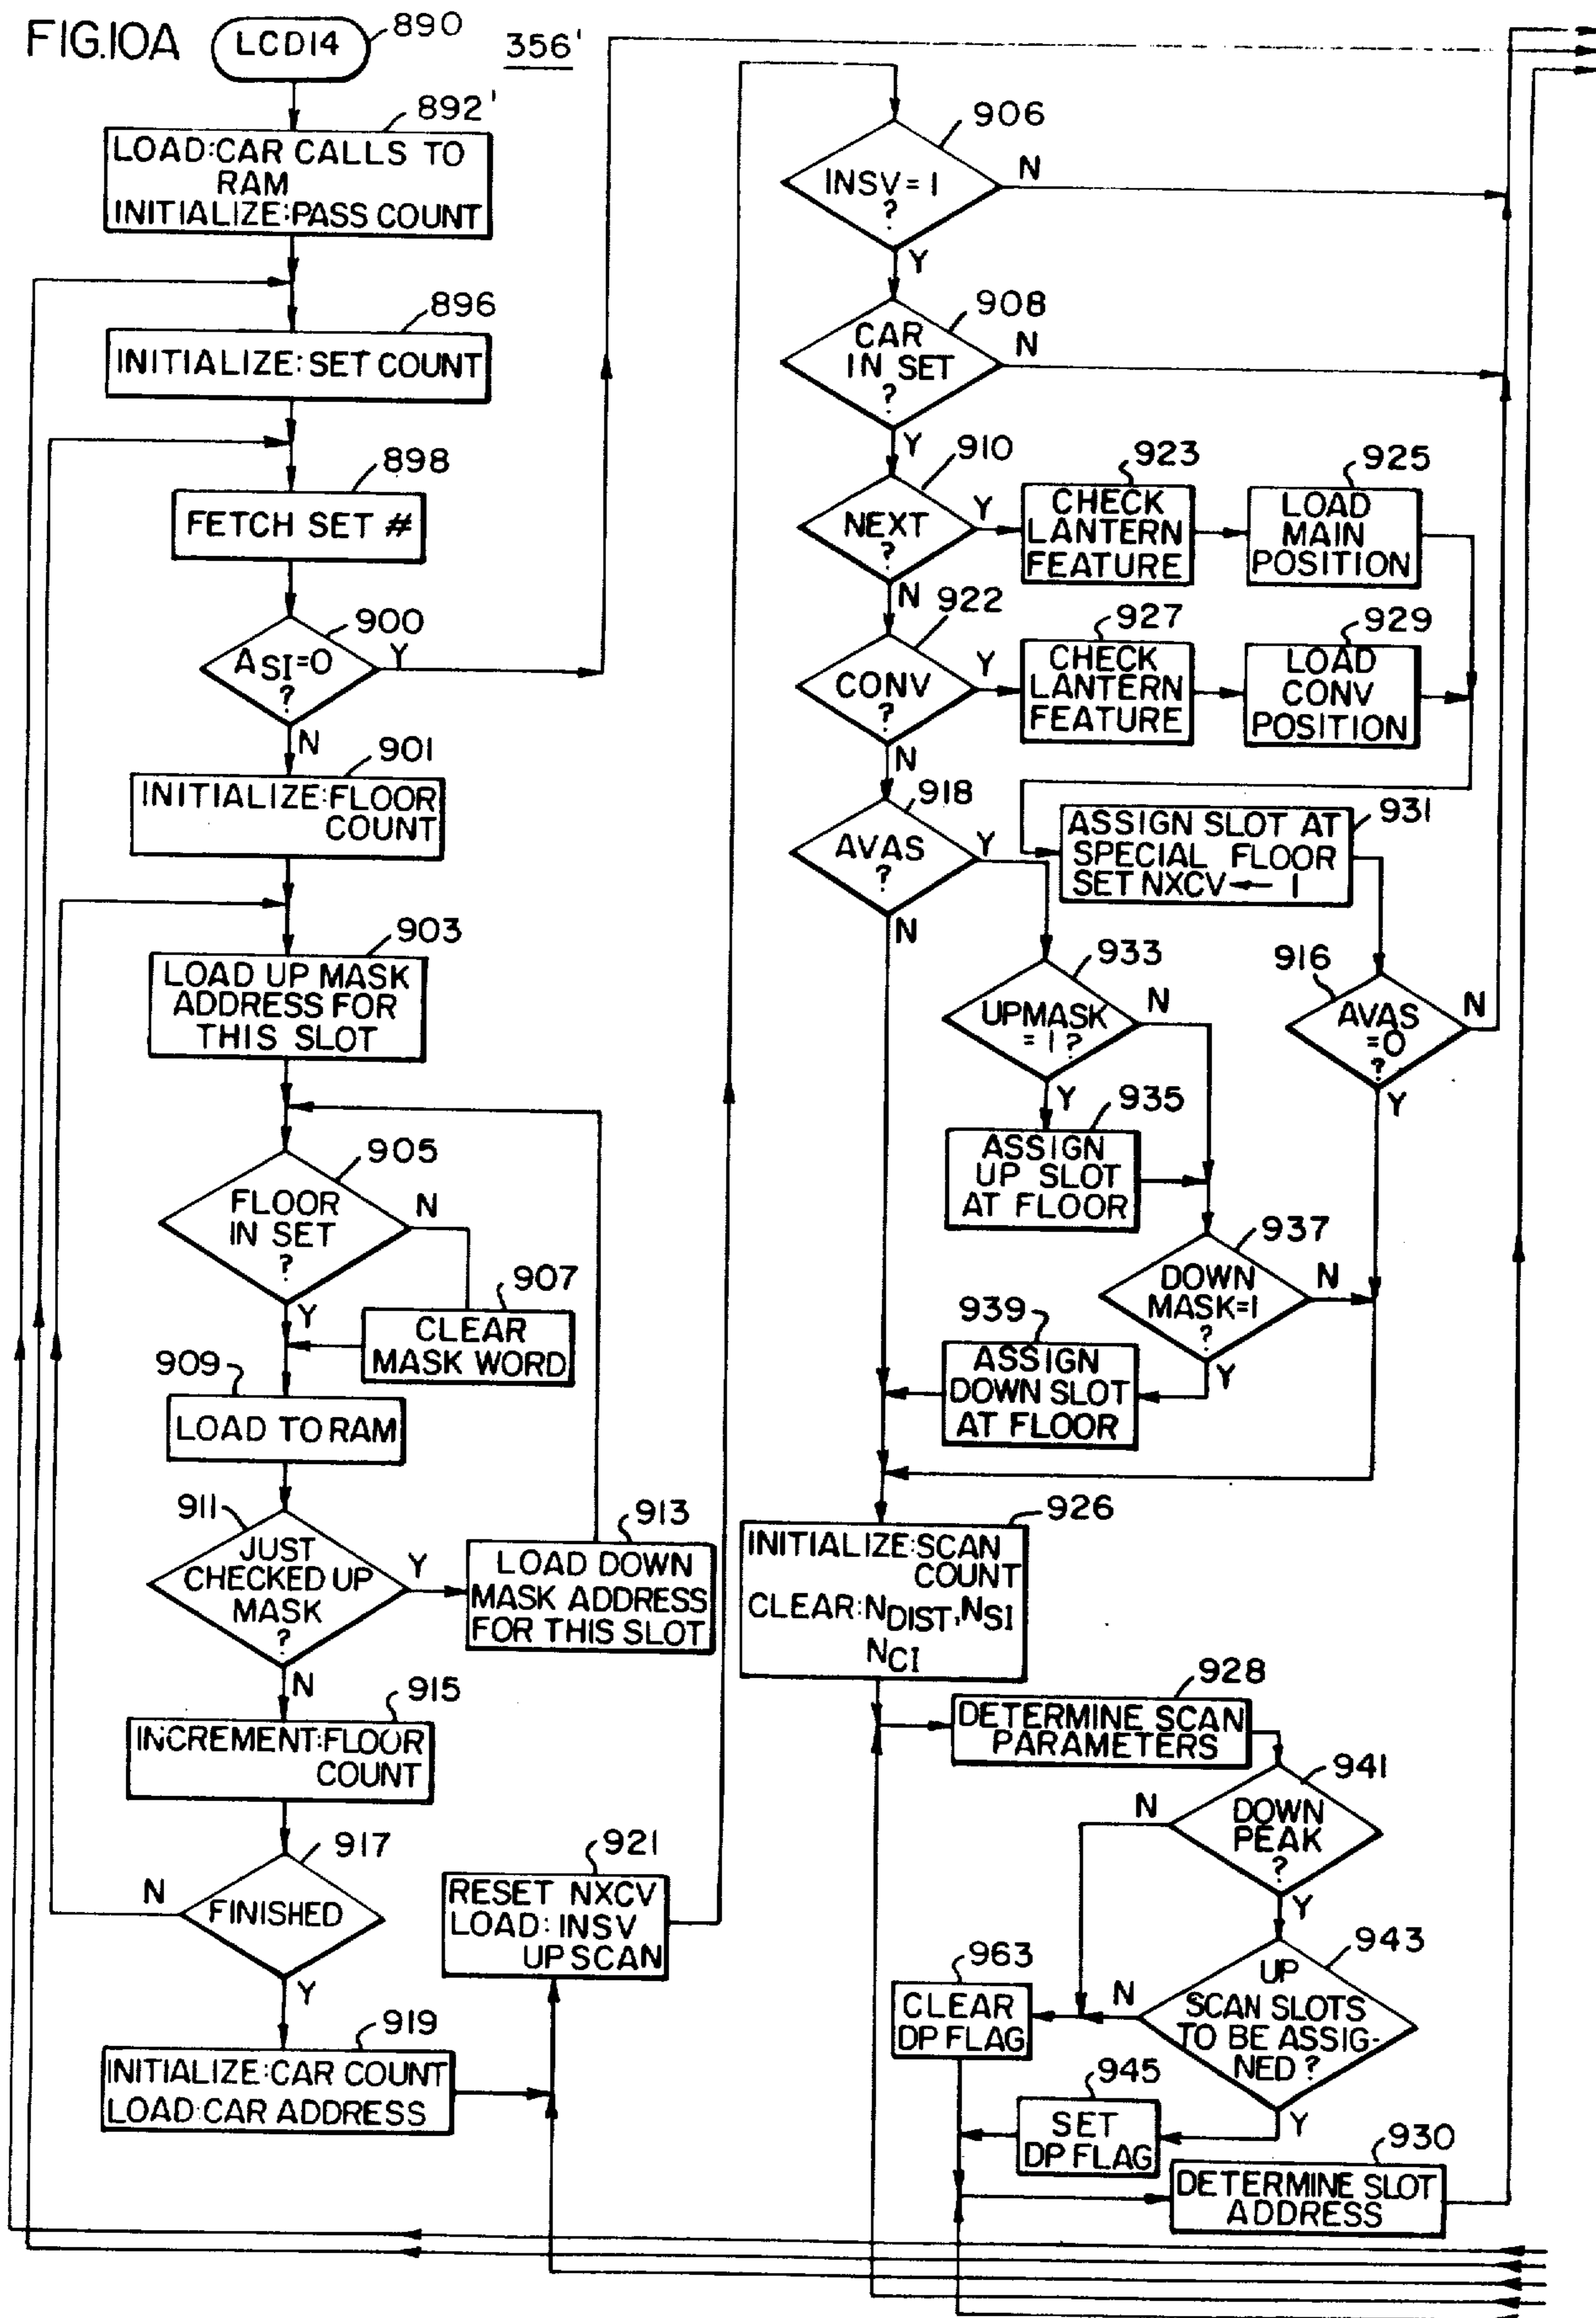 FIG.10A
LCD14
890
356'
892'
LOAD:CAR CALLS TO
RAM
INITIALIZE:PASS COUNT
896
INITIALIZE:SET COUNT
898
FETCH SET #
900
ASI=0
?
Y
N
901
INITIALIZE:FLOOR
COUNT
903
LOAD UP MASK
ADDRESS FOR
THIS SLOT
905
FLOOR
IN SET
?
N
Y
907
CLEAR
MASK WORD
909
LOAD TO RAM
911
JUST
CHECKED UP
MASK
?
Y
N
913
LOAD DOWN
MASK ADDRESS
FOR THIS SLOT
915
INCREMENT:FLOOR
COUNT
917
FINISHED
N
Y
919
INITIALIZE:CAR COUNT
LOAD:CAR ADDRESS
921
RESET NXCV
LOAD: INSV
UP SCAN
906
INSV=1
?
N
Y
908
CAR
IN SET
?
N
Y
910
NEXT
?
Y
N
923
CHECK
LANTERN
FEATURE
925
LOAD
MAIN
POSITION
922
CONV
?
Y
N
927
CHECK
LANTERN
FEATURE
929
LOAD
CONV
POSITION
918
AVAS
?
Y
N
931
ASSIGN SLOT AT
SPECIAL FLOOR
SET NXCV ← 1
933
UPMASK
=1?
N
Y
916
AVAS
=0
?
N
Y
935
ASSIGN
UP SLOT
AT FLOOR
937
DOWN
MASK=1
?
N
Y
939
ASSIGN
DOWN SLOT
AT FLOOR
926
INITIALIZE:SCAN
COUNT
CLEAR:NDIST,NSI
NCI
928
DETERMINE SCAN
PARAMETERS
941
DOWN
PEAK
?
N
Y
943
UP
SCAN SLOTS
TO BE ASSIG-
NED ?
N
Y
963
CLEAR
DP FLAG
945
SET
DP FLAG
930
DETERMINE SLOT
ADDRESS